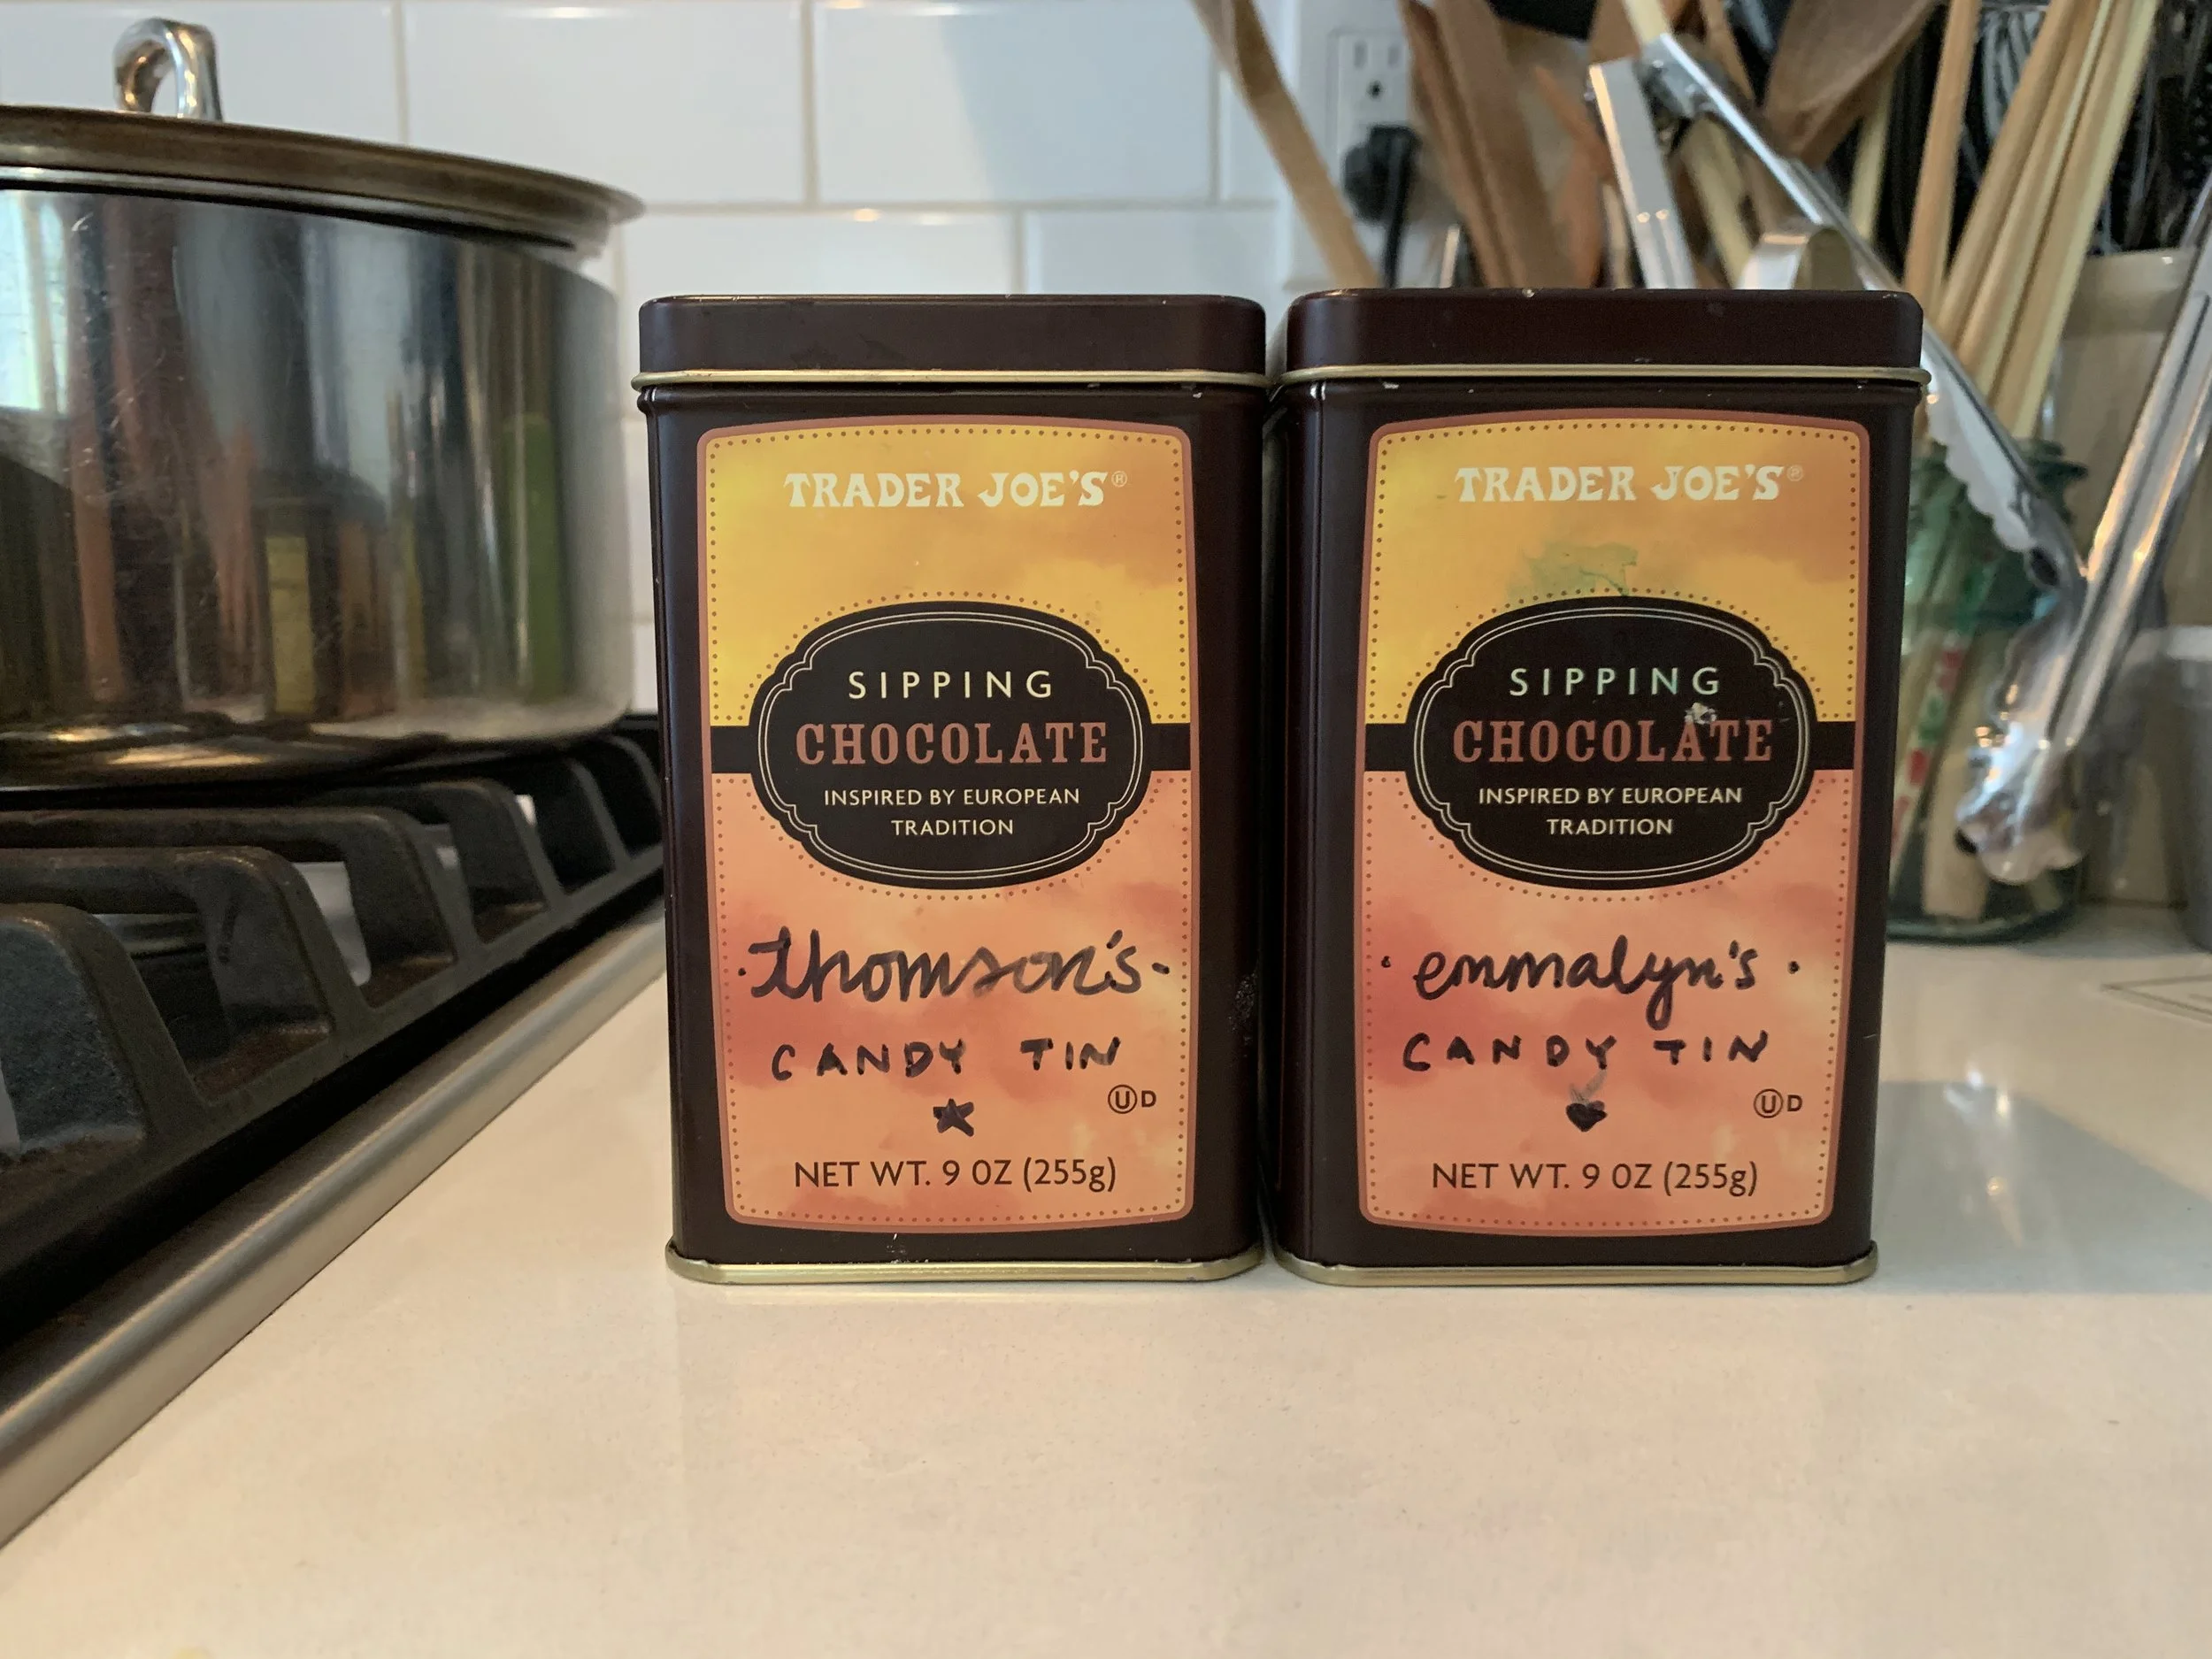 TRADER JOE'S®
SIPPING
CHOCOLATE
INSPIRED BY EUROPEAN
TRADITION
·thomson's·
CANDY TIN
ⓊD
NET WT. 9 OZ (255g)
TRADER JOE'S®
SIPPING
CHOCOLATE
INSPIRED BY EUROPEAN
TRADITION
·emmalyn's·
CANDY TIN
ⓊD
NET WT. 9 OZ (255g)